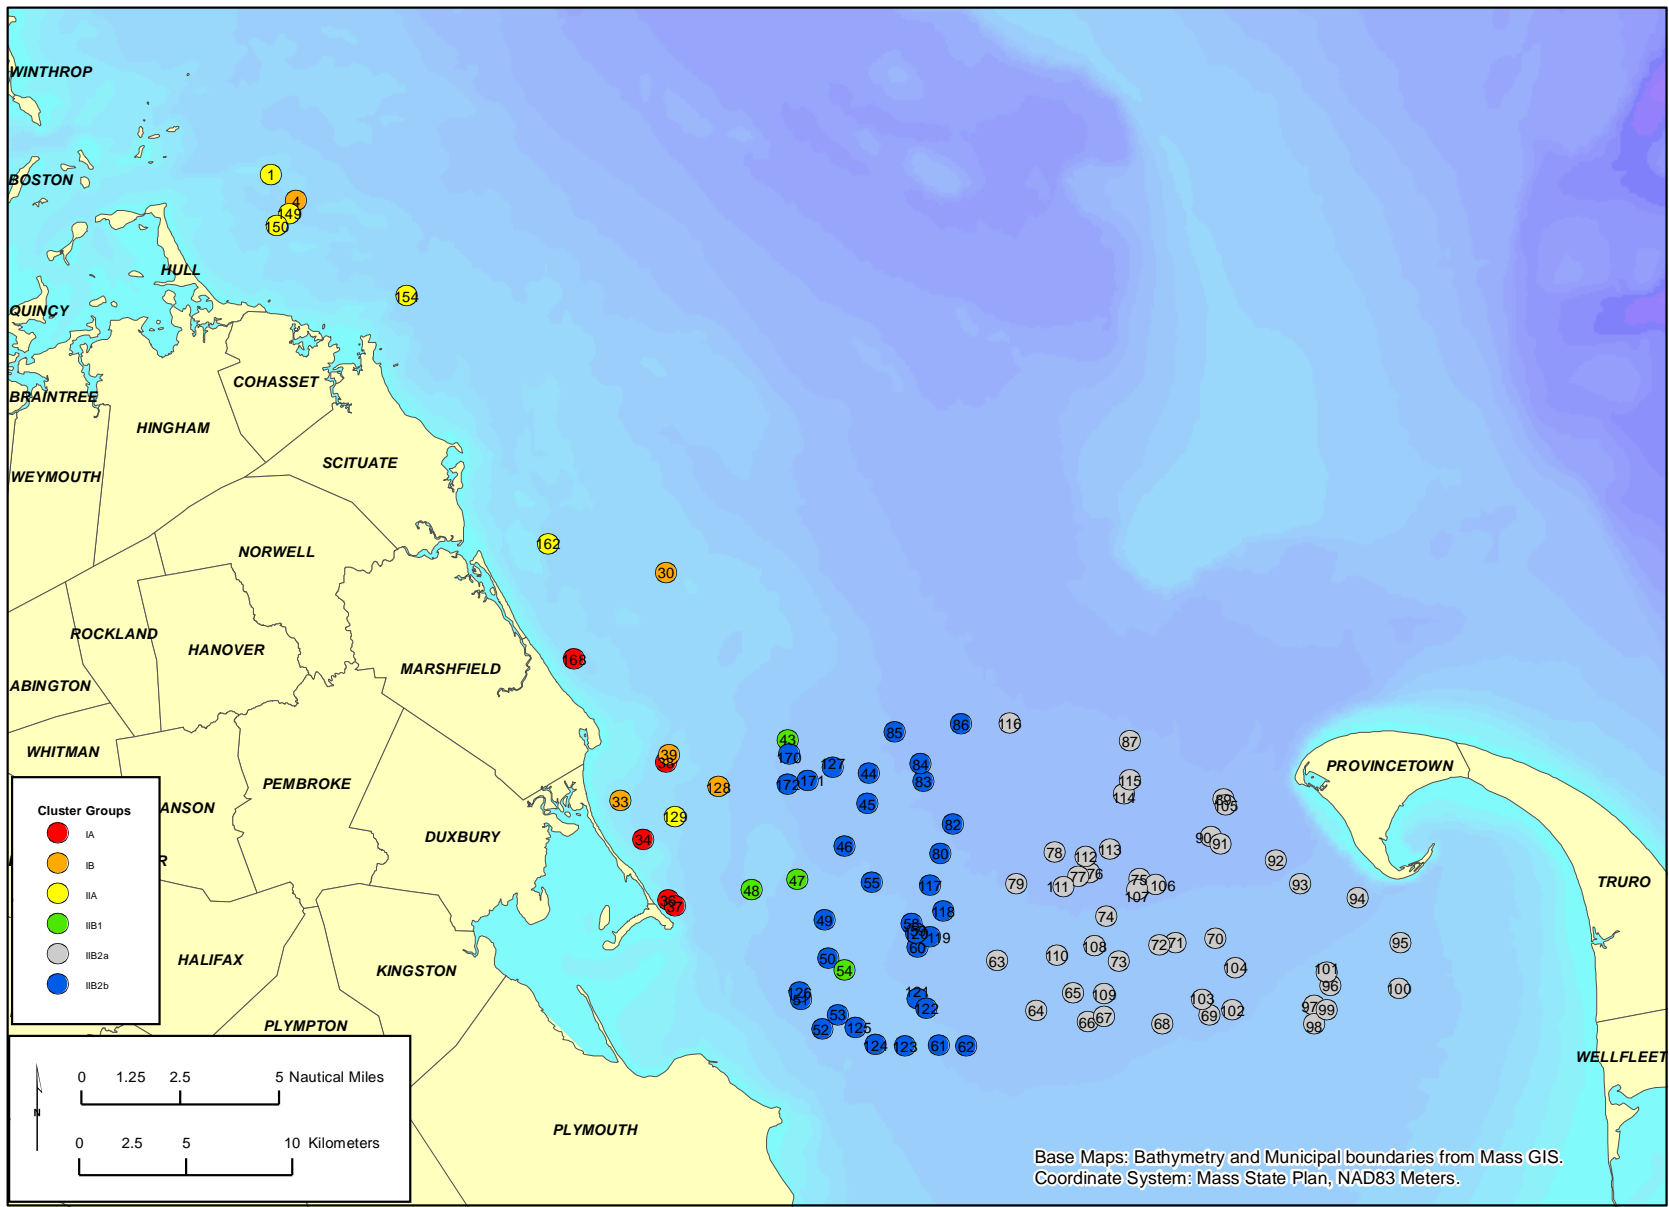 WINTHROP
1
BOSTON
4
149
150
HULL
154
QUINCY
COHASSET
BRAINTREE
HINGHAM
SCITUATE
WEYMOUTH
162
NORWELL
30
ROCKLAND
HANOVER
168
MARSHFIELD
ABINGTON
86
116
85
43
87
WHITMAN
39
170
38
127
84
PROVINCETOWN
44
115
PEMBROKE
172
171
83
128
114
33
89
45
105
ANSON
129
82
DUXBURY
34
90
91
46
113
78
80
112
92
R
76
77
47
75
TRURO
55
79
117
111
106
93
48
107
94
36
37
118
74
49
58
59
120
119
70
95
71
72
60
108
HALIFAX
50
63
110
73
KINGSTON
54
104
101
96
100
126
121
65
109
51
103
97
122
64
99
102
53
69
67
66
68
PLYMPTON
52
125
98
124
123
61
62
WELLFLEET
Cluster Groups
IA
IB
IIA
IIB1
IIB2a
IIB2b
0 1.25 2.5 5 Nautical Miles
N
0 2.5 5 10 Kilometers
PLYMOUTH
Base Maps: Bathymetry and Municipal boundaries from Mass GIS.
Coordinate System: Mass State Plan, NAD83 Meters.